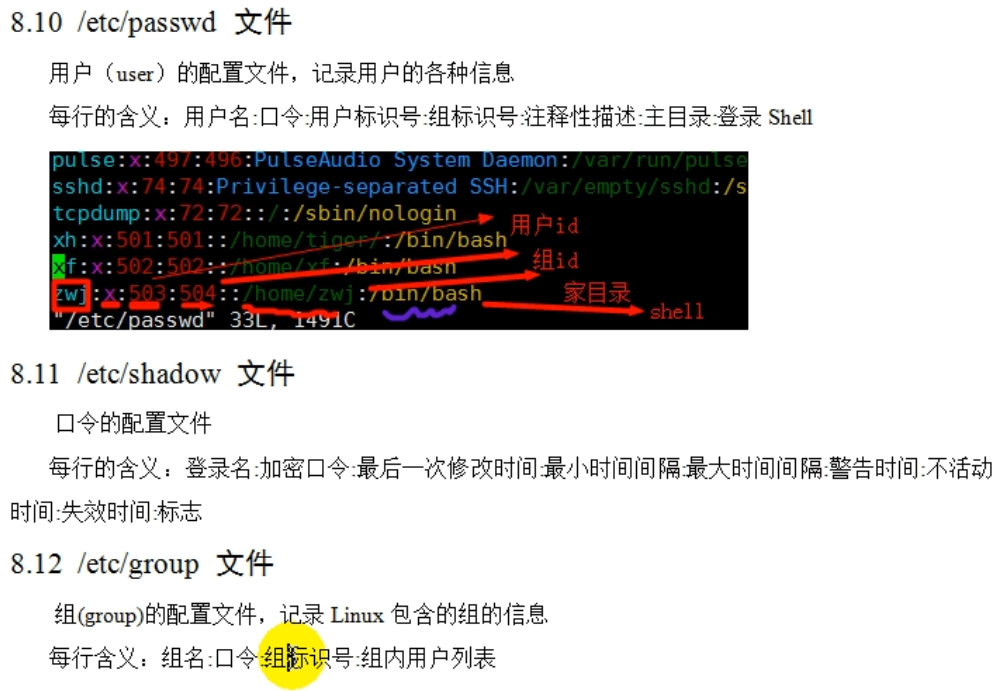 8.10 /etc/passwd 文件
用户（user）的配置文件，记录用户的各种信息
每行的含义：用户名:口令:用户标识号:组标识号:注释性描述:主目录:登录 Shell
pulse:x:497:496:PulseAudio System Daemon:/var/run/pulse
sshd:x:74:74:Privilege-separated SSH:/var/empty/sshd:/s
tcpdump:x:72:72::/:/sbin/nologin
用户id
xh:x:501:501::/home/tiger/:/bin/bash
组id
xf:x:502:502::/home/xf:/bin/bash
家目录
zwj:x:503:504::/home/zwj:/bin/bash
shell
"/etc/passwd" 33L, 1491C
8.11 /etc/shadow 文件
口令的配置文件
每行的含义：登录名:加密口令:最后一次修改时间:最小时间间隔:最大时间间隔:警告时间:不活动
时间:失效时间:标志
8.12 /etc/group 文件
组(group)的配置文件，记录 Linux 包含的组的信息
每行含义：组名:口令:组标识号:组内用户列表